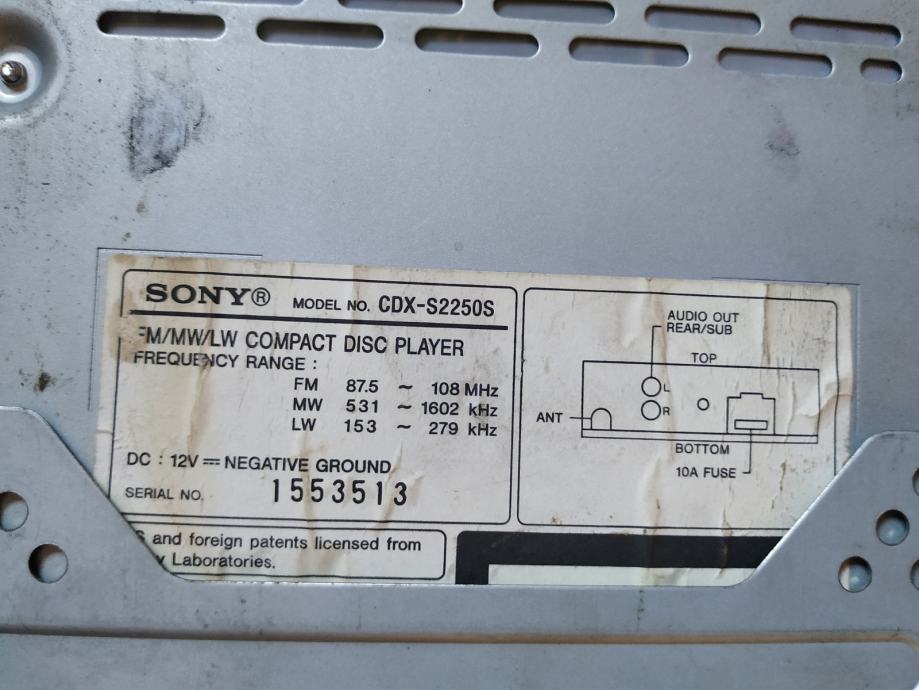 SONY® MODEL NO. CDX-S2250S
FM/MW/LW COMPACT DISC PLAYER
FREQUENCY RANGE :
FM 87.5 ~ 108 MHz
MW 531 ~ 1602 kHz
LW 153 ~ 279 kHz
DC : 12V ⎓ NEGATIVE GROUND
SERIAL NO. 1553513
and foreign patents licensed from
Laboratories.
AUDIO OUT
REAR/SUB
TOP
L
R
ANT
BOTTOM
10A FUSE